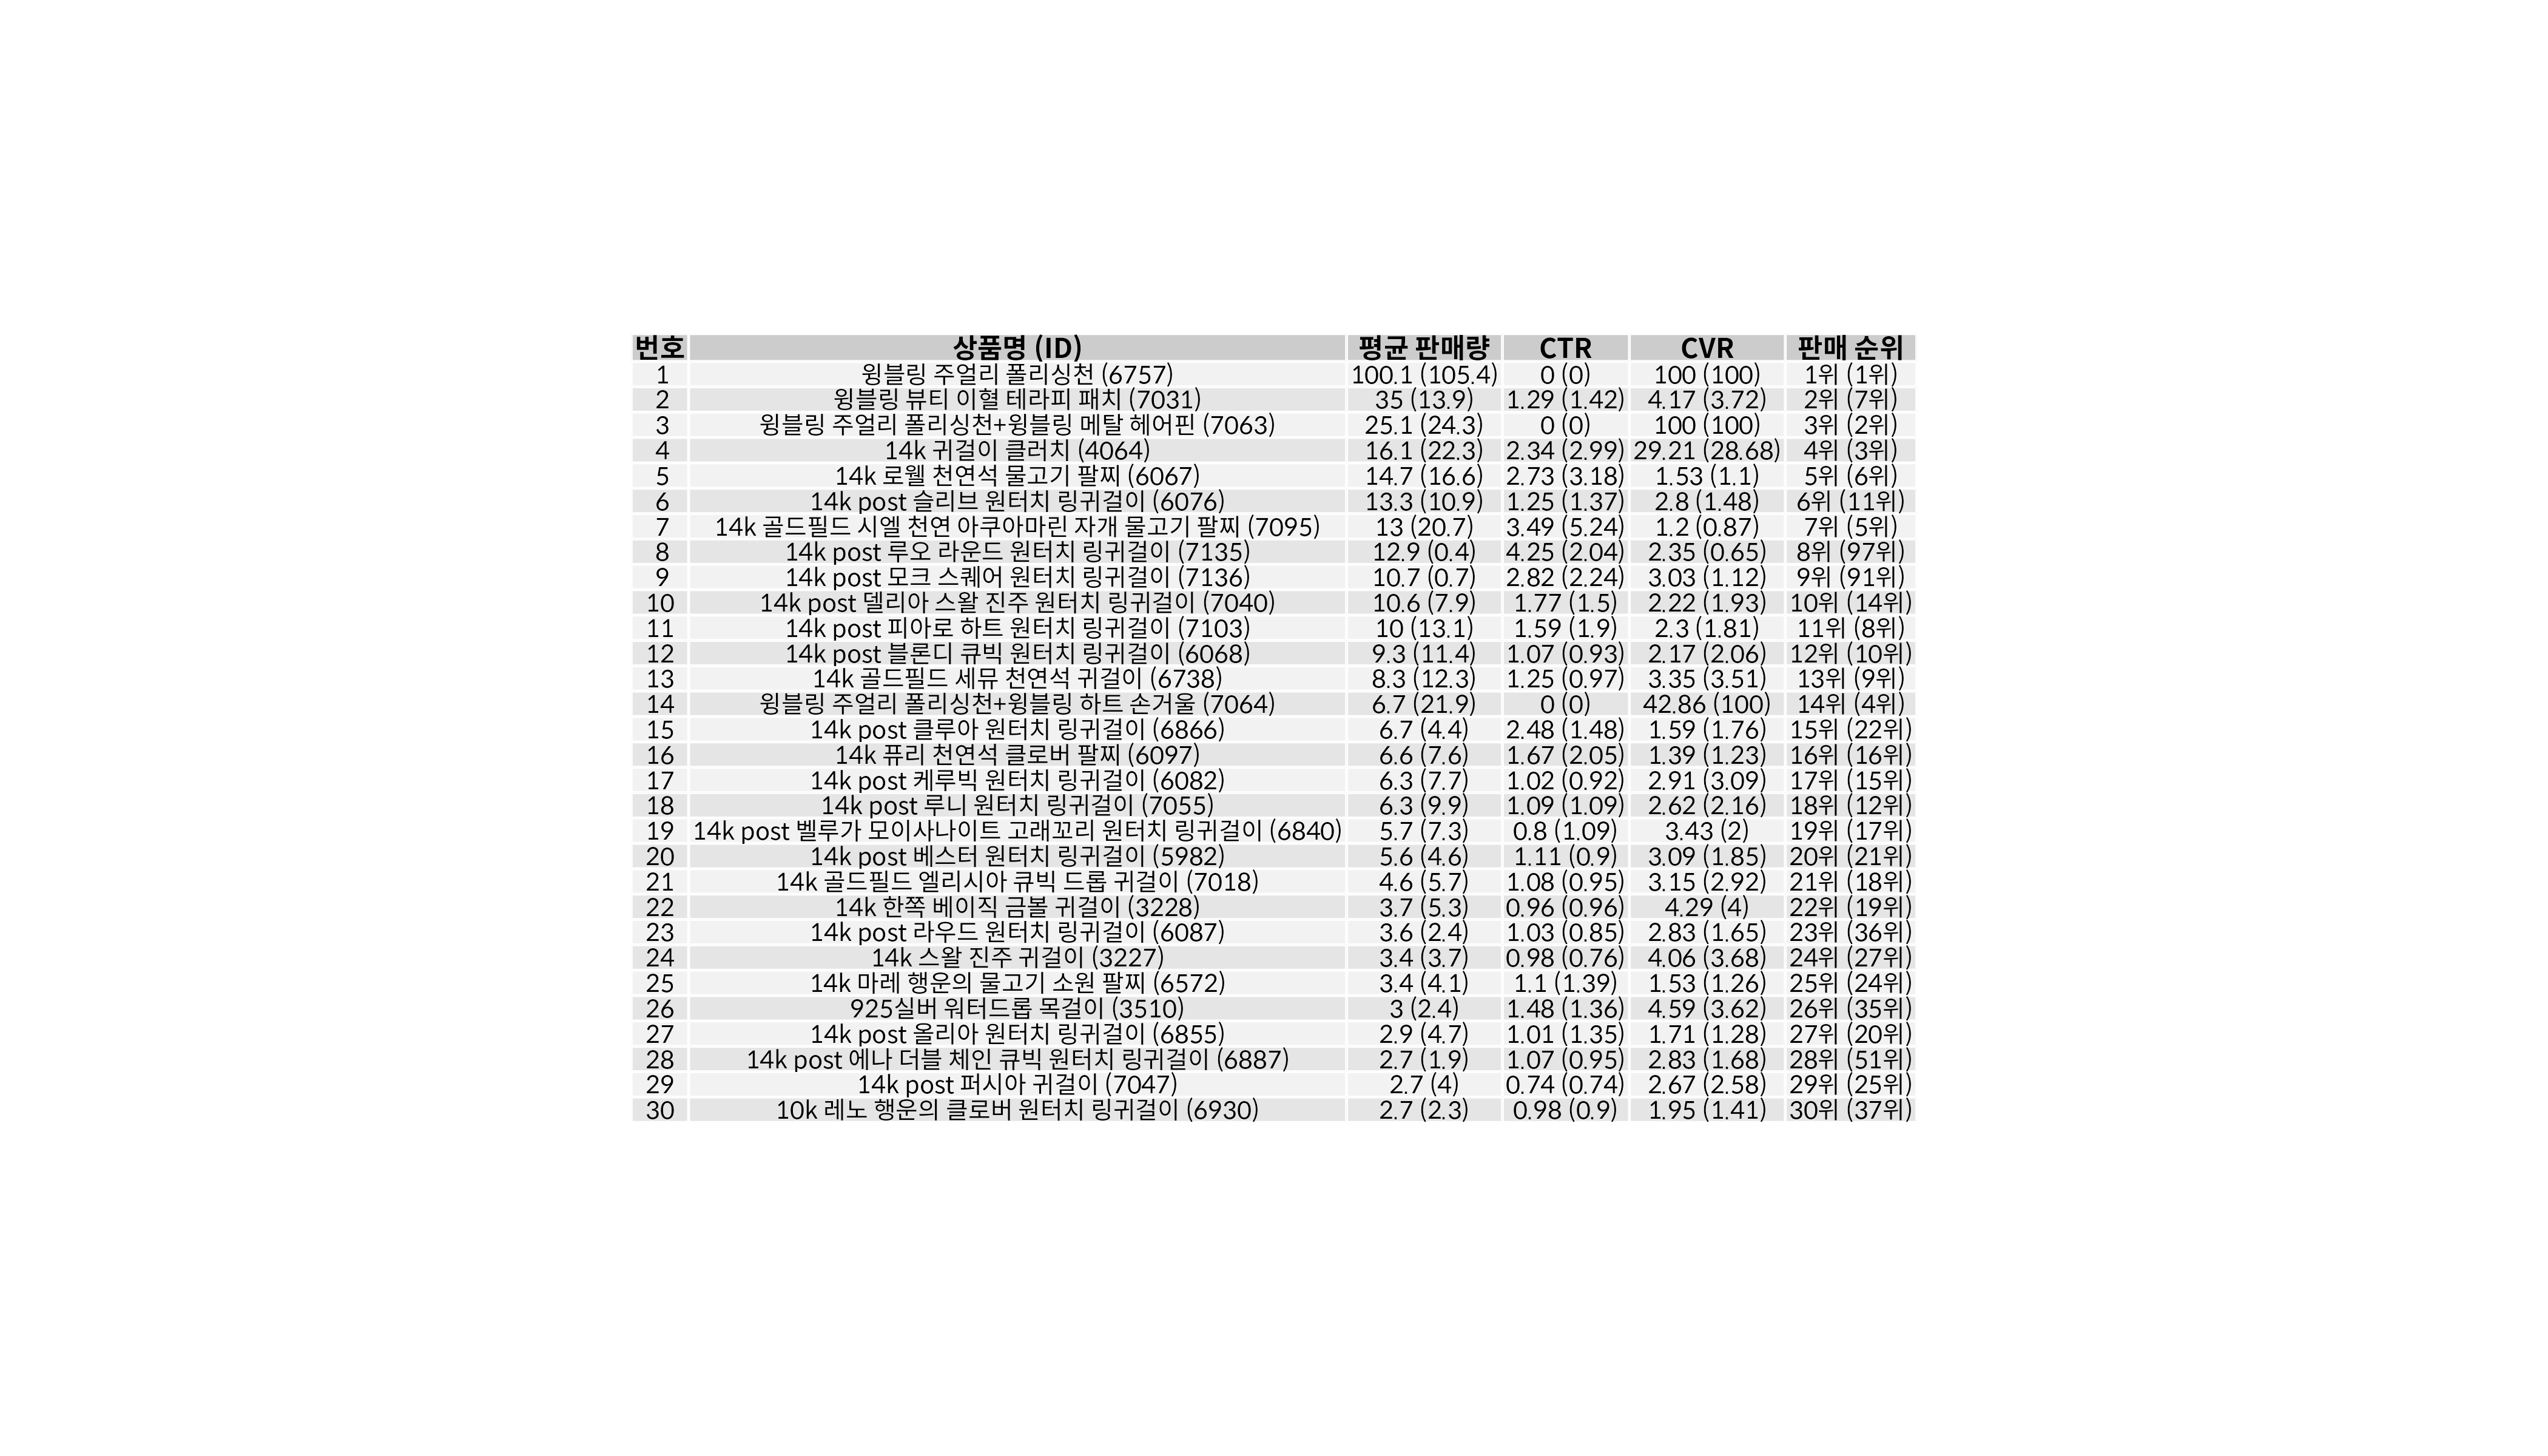 번호 상품명 (ID) 평균 판매량 CTR CVR 판매 순위
1 윙블링 주얼리 폴리싱천 (6757) 100.1 (105.4) 0 (0) 100 (100) 1위 (1위)
2 윙블링 뷰티 이혈 테라피 패치 (7031) 35 (13.9) 1.29 (1.42) 4.17 (3.72) 2위 (7위)
3 윙블링 주얼리 폴리싱천+윙블링 메탈 헤어핀 (7063) 25.1 (24.3) 0 (0) 100 (100) 3위 (2위)
4 14k 귀걸이 클러치 (4064) 16.1 (22.3) 2.34 (2.99) 29.21 (28.68) 4위 (3위)
5 14k 로웰 천연석 물고기 팔찌 (6067) 14.7 (16.6) 2.73 (3.18) 1.53 (1.1) 5위 (6위)
6 14k post 슬리브 원터치 링귀걸이 (6076) 13.3 (10.9) 1.25 (1.37) 2.8 (1.48) 6위 (11위)
7 14k 골드필드 시엘 천연 아쿠아마린 자개 물고기 팔찌 (7095) 13 (20.7) 3.49 (5.24) 1.2 (0.87) 7위 (5위)
8 14k post 루오 라운드 원터치 링귀걸이 (7135) 12.9 (0.4) 4.25 (2.04) 2.35 (0.65) 8위 (97위)
9 14k post 모크 스퀘어 원터치 링귀걸이 (7136) 10.7 (0.7) 2.82 (2.24) 3.03 (1.12) 9위 (91위)
10 14k post 델리아 스왈 진주 원터치 링귀걸이 (7040) 10.6 (7.9) 1.77 (1.5) 2.22 (1.93) 10위 (14위)
11 14k post 피아로 하트 원터치 링귀걸이 (7103) 10 (13.1) 1.59 (1.9) 2.3 (1.81) 11위 (8위)
12 14k post 블론디 큐빅 원터치 링귀걸이 (6068) 9.3 (11.4) 1.07 (0.93) 2.17 (2.06) 12위 (10위)
13 14k 골드필드 세뮤 천연석 귀걸이 (6738) 8.3 (12.3) 1.25 (0.97) 3.35 (3.51) 13위 (9위)
14 윙블링 주얼리 폴리싱천+윙블링 하트 손거울 (7064) 6.7 (21.9) 0 (0) 42.86 (100) 14위 (4위)
15 14k post 클루아 원터치 링귀걸이 (6866) 6.7 (4.4) 2.48 (1.48) 1.59 (1.76) 15위 (22위)
16 14k 퓨리 천연석 클로버 팔찌 (6097) 6.6 (7.6) 1.67 (2.05) 1.39 (1.23) 16위 (16위)
17 14k post 케루빅 원터치 링귀걸이 (6082) 6.3 (7.7) 1.02 (0.92) 2.91 (3.09) 17위 (15위)
18 14k post 루니 원터치 링귀걸이 (7055) 6.3 (9.9) 1.09 (1.09) 2.62 (2.16) 18위 (12위)
19 14k post 벨루가 모이사나이트 고래꼬리 원터치 링귀걸이 (6840) 5.7 (7.3) 0.8 (1.09) 3.43 (2) 19위 (17위)
20 14k post 베스터 원터치 링귀걸이 (5982) 5.6 (4.6) 1.11 (0.9) 3.09 (1.85) 20위 (21위)
21 14k 골드필드 엘리시아 큐빅 드롭 귀걸이 (7018) 4.6 (5.7) 1.08 (0.95) 3.15 (2.92) 21위 (18위)
22 14k 한쪽 베이직 금볼 귀걸이 (3228) 3.7 (5.3) 0.96 (0.96) 4.29 (4) 22위 (19위)
23 14k post 라우드 원터치 링귀걸이 (6087) 3.6 (2.4) 1.03 (0.85) 2.83 (1.65) 23위 (36위)
24 14k 스왈 진주 귀걸이 (3227) 3.4 (3.7) 0.98 (0.76) 4.06 (3.68) 24위 (27위)
25 14k 마레 행운의 물고기 소원 팔찌 (6572) 3.4 (4.1) 1.1 (1.39) 1.53 (1.26) 25위 (24위)
26 925실버 워터드롭 목걸이 (3510) 3 (2.4) 1.48 (1.36) 4.59 (3.62) 26위 (35위)
27 14k post 올리아 원터치 링귀걸이 (6855) 2.9 (4.7) 1.01 (1.35) 1.71 (1.28) 27위 (20위)
28 14k post 에나 더블 체인 큐빅 원터치 링귀걸이 (6887) 2.7 (1.9) 1.07 (0.95) 2.83 (1.68) 28위 (51위)
29 14k post 퍼시아 귀걸이 (7047) 2.7 (4) 0.74 (0.74) 2.67 (2.58) 29위 (25위)
30 10k 레노 행운의 클로버 원터치 링귀걸이 (6930) 2.7 (2.3) 0.98 (0.9) 1.95 (1.41) 30위 (37위)